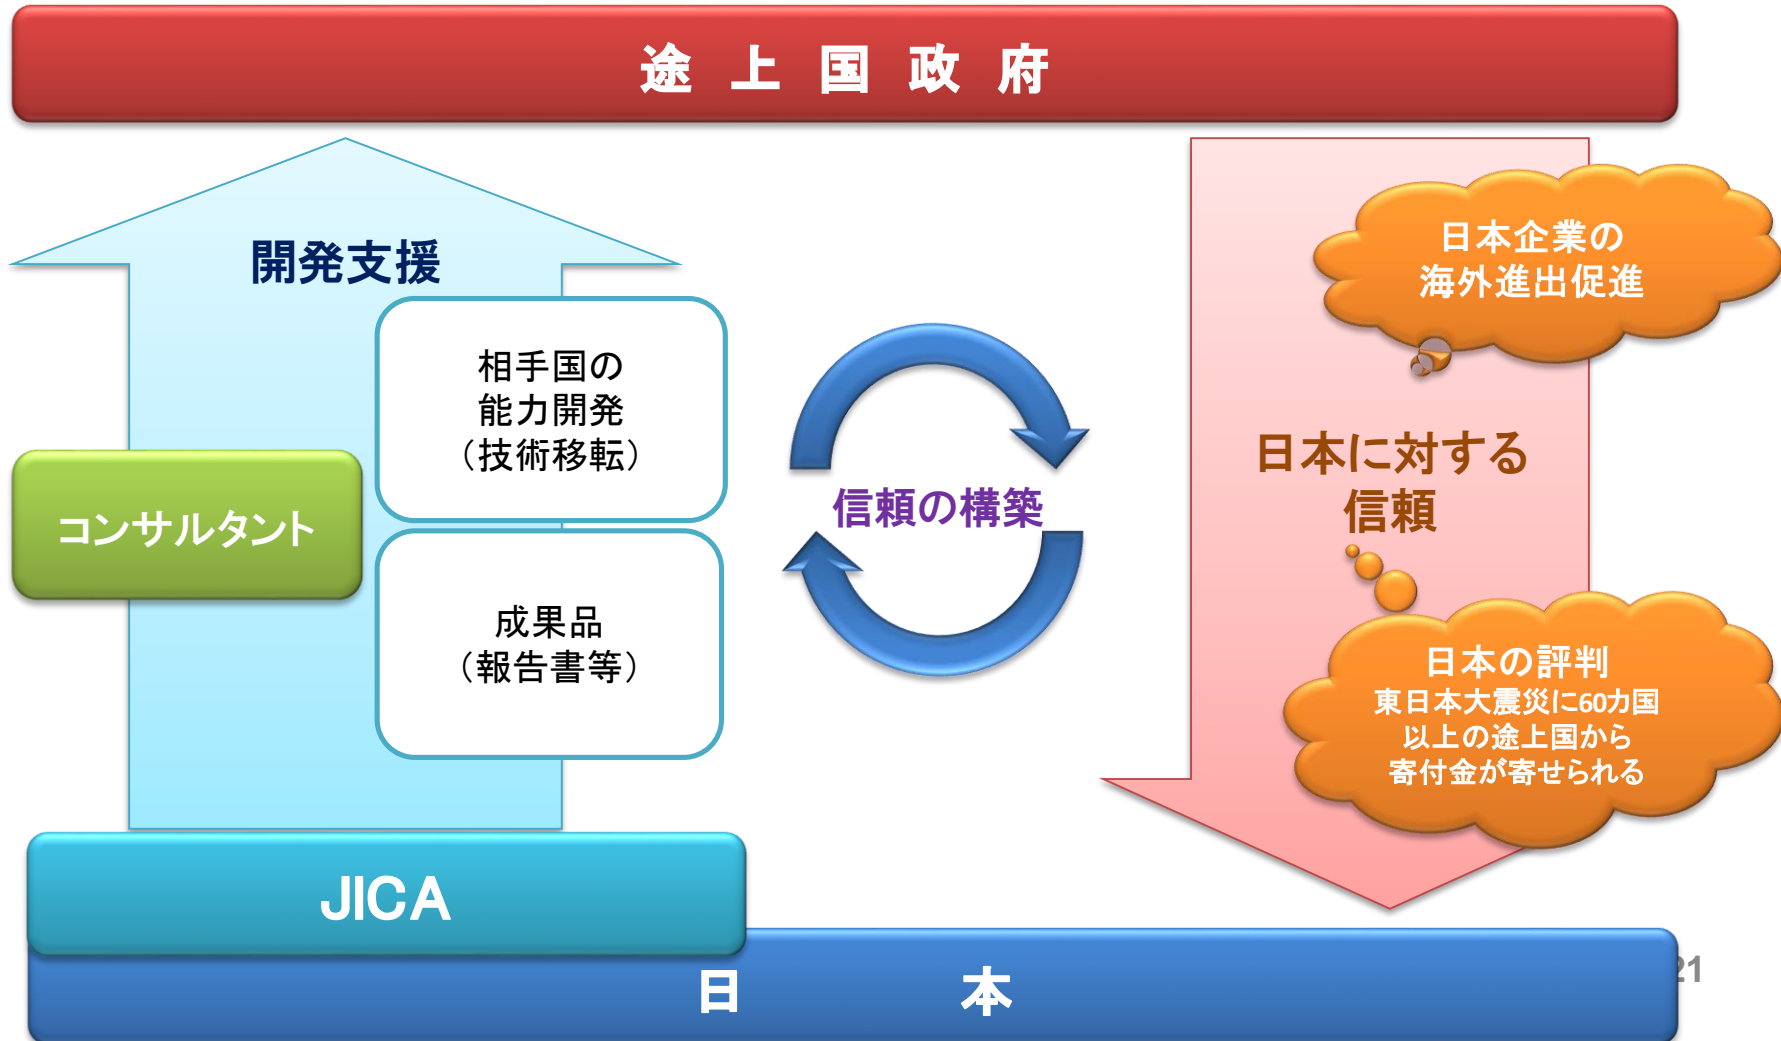 途上国政府
開発支援
相手国の
能力開発
（技術移転）
コンサルタント
成果品
（報告書等）
信頼の構築
日本企業の
海外進出促進
日本に対する
信頼
日本の評判
東日本大震災に60カ国
以上の途上国から
寄付金が寄せられる
JICA
日本
21